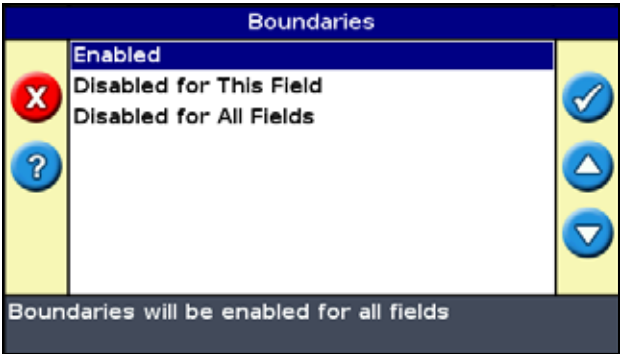 Boundaries
Enabled
Disabled for This Field
Disabled for All Fields
X
?
Boundaries will be enabled for all fields